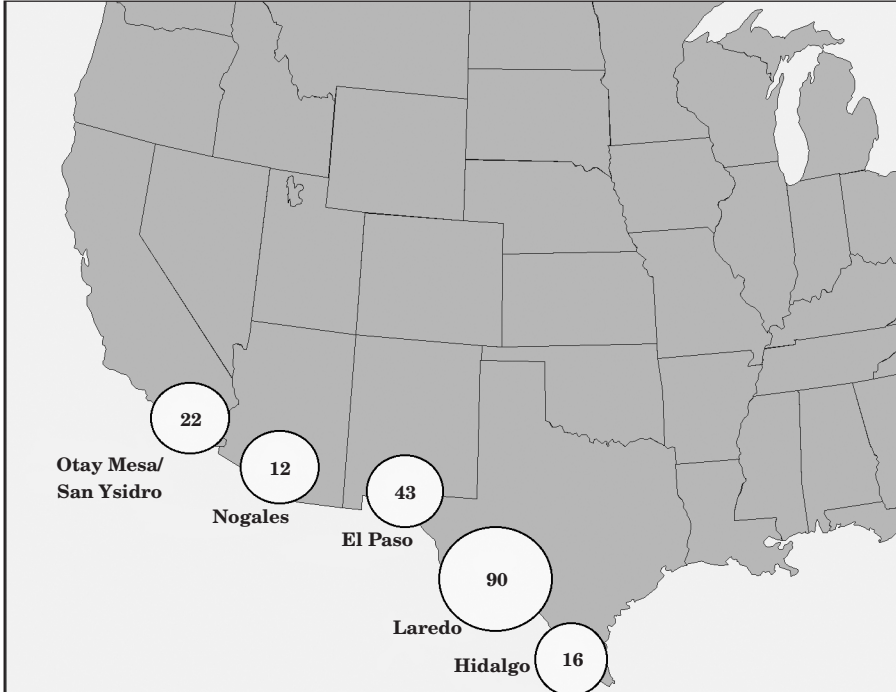 22
Otay Mesa/
San Ysidro
12
Nogales
43
El Paso
90
Laredo
16
Hidalgo